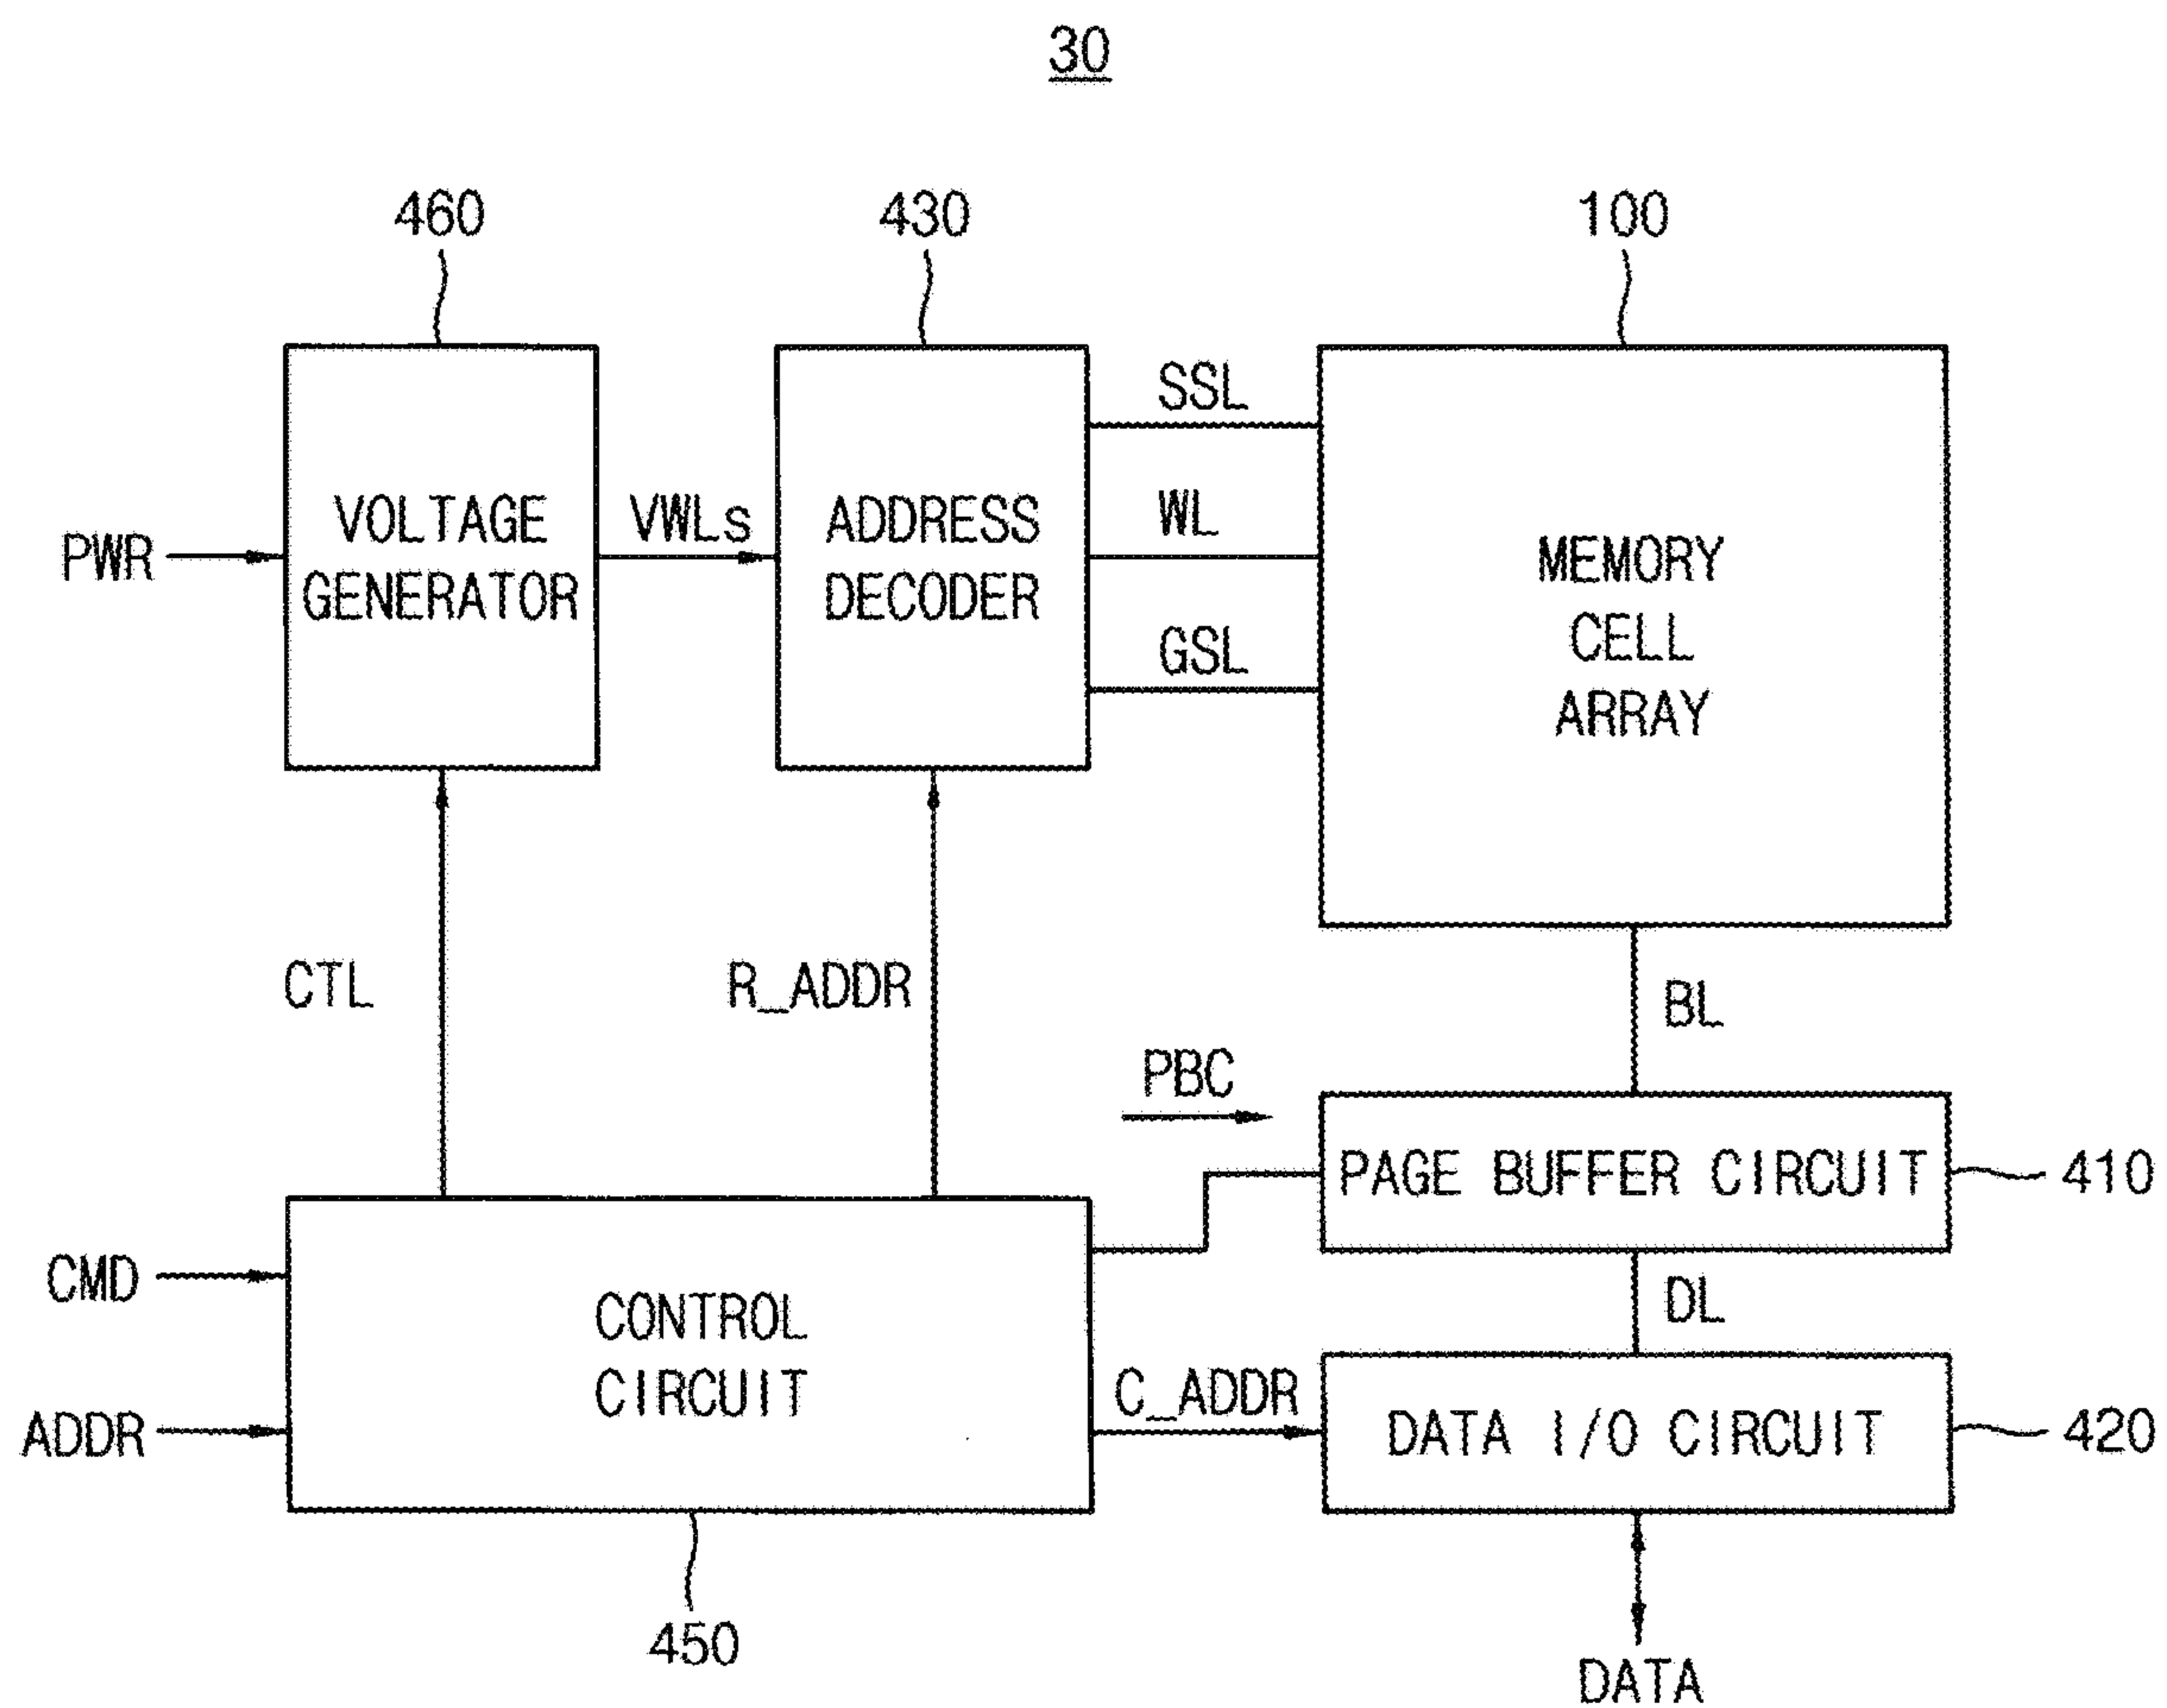 30
460
430
100
SSL
WL
GSL
PWR
VOLTAGE
GENERATOR
VWLs
ADDRESS
DECODER
MEMORY
CELL
ARRAY
CTL
R_ADDR
BL
PBC
PAGE BUFFER CIRCUIT
410
CMD
ADDR
CONTROL
CIRCUIT
DL
C_ADDR
DATA I/O CIRCUIT
420
450
DATA